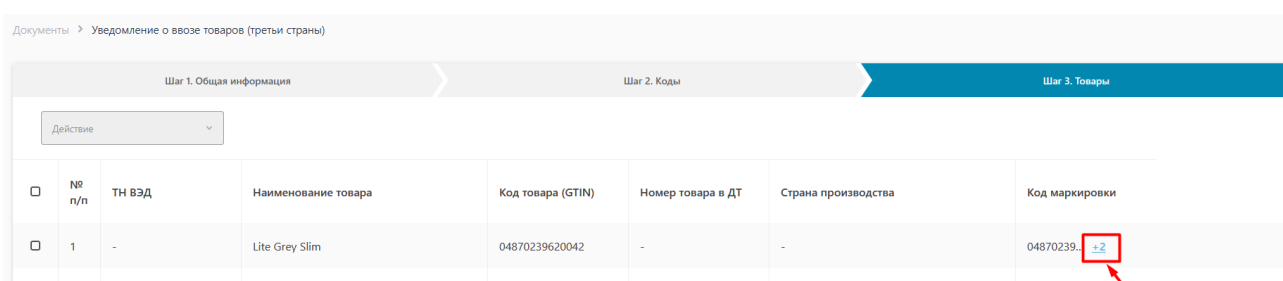 Документы > Уведомление о ввозе товаров (третьи страны)
Шаг 1. Общая информация Шаг 2. Коды Шаг 3. Товары
Действие
№ п/п ТН ВЭД Наименование товара Код товара (GTIN) Номер товара в ДТ Страна производства Код маркировки
1 - Lite Grey Slim 04870239620042 - - 04870239.. +2